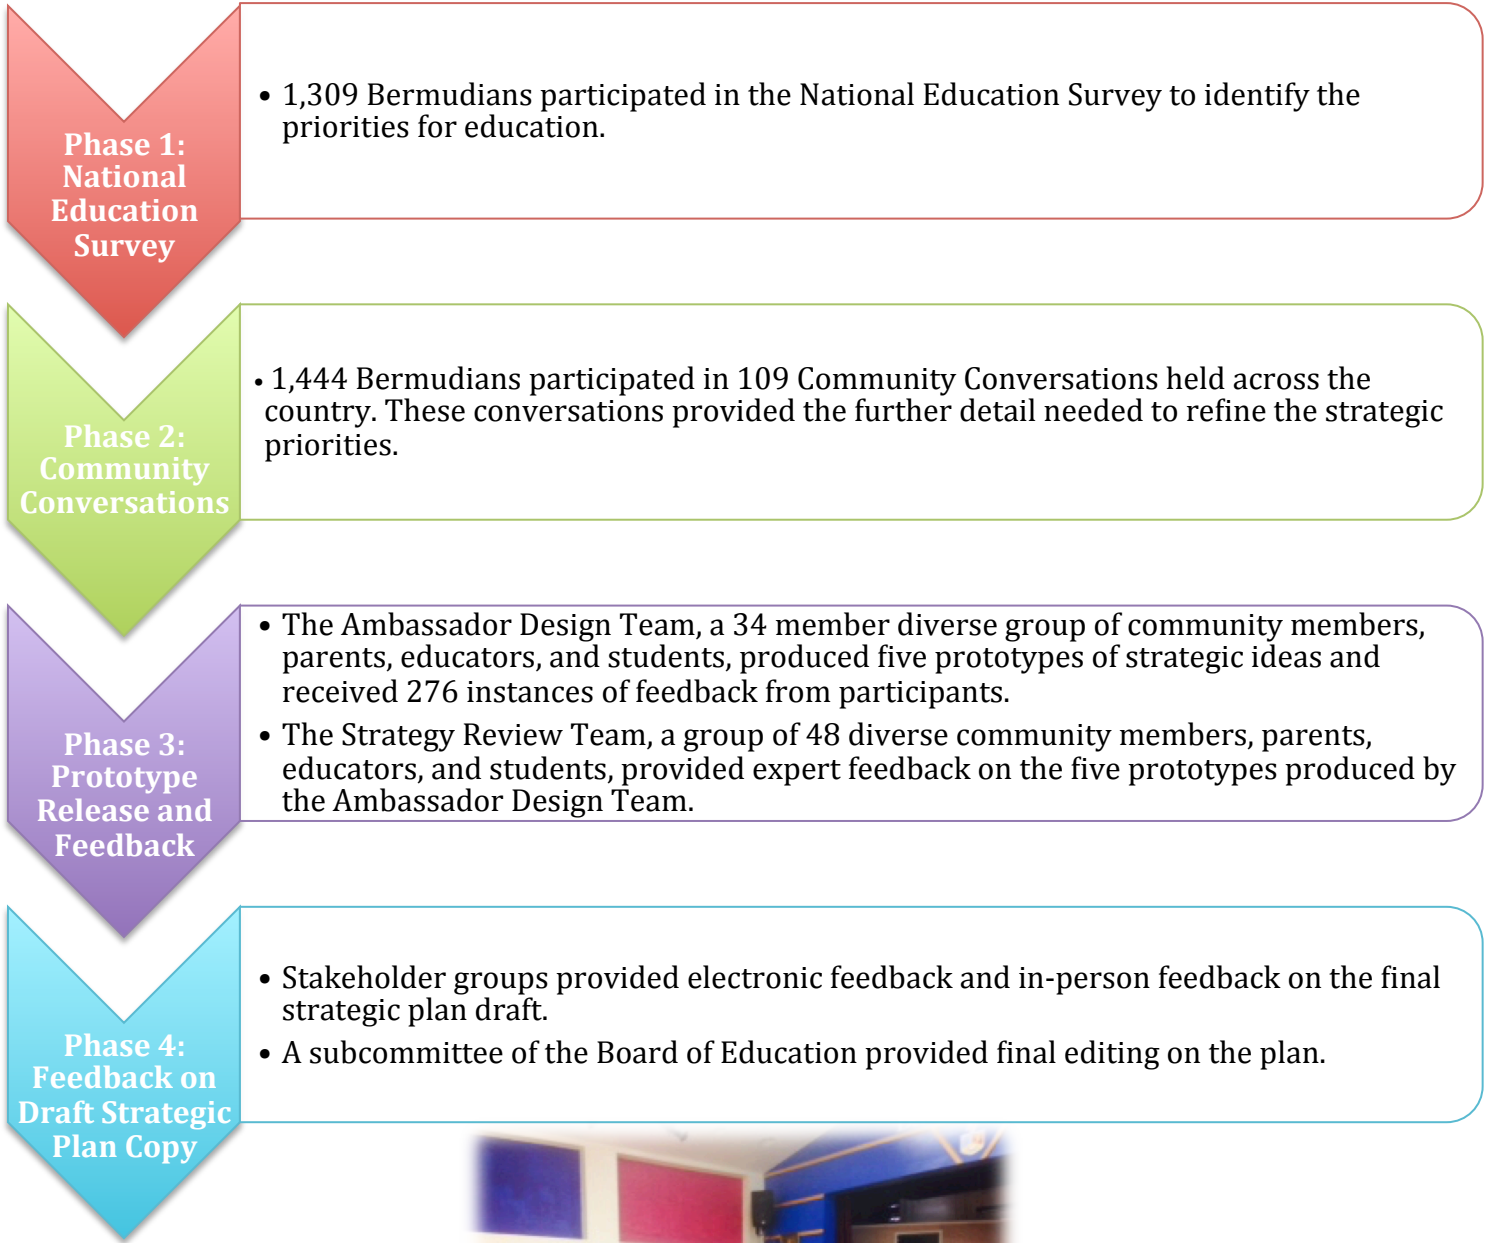 Phase 1:
National
Education
Survey
• 1,309 Bermudians participated in the National Education Survey to identify the
priorities for education.
Phase 2:
Community
Conversations
• 1,444 Bermudians participated in 109 Community Conversations held across the
country. These conversations provided the further detail needed to refine the strategic
priorities.
Phase 3:
Prototype
Release and
Feedback
• The Ambassador Design Team, a 34 member diverse group of community members,
parents, educators, and students, produced five prototypes of strategic ideas and
received 276 instances of feedback from participants.
• The Strategy Review Team, a group of 48 diverse community members, parents,
educators, and students, provided expert feedback on the five prototypes produced by
the Ambassador Design Team.
Phase 4:
Feedback on
Draft Strategic
Plan Copy
• Stakeholder groups provided electronic feedback and in-person feedback on the final
strategic plan draft.
• A subcommittee of the Board of Education provided final editing on the plan.